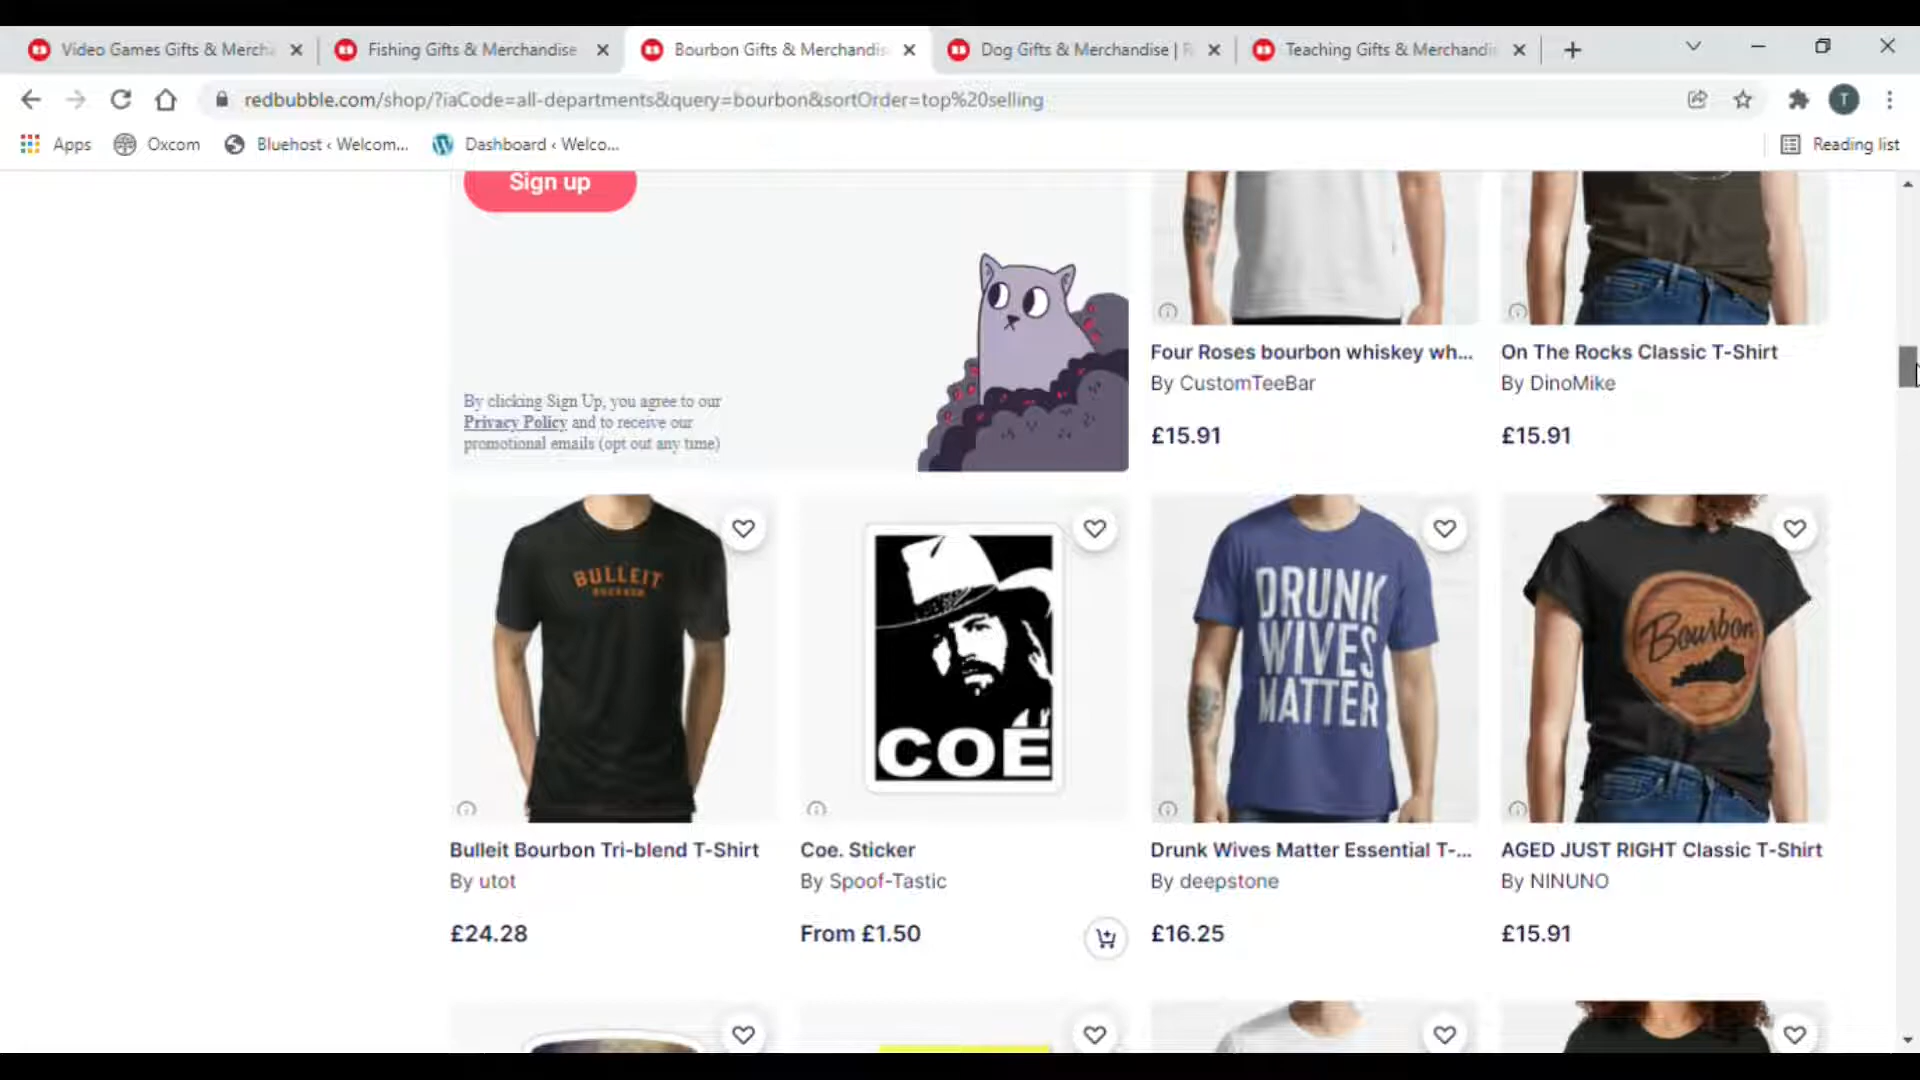 Video Games Gifts & Mercha
Fishing Gifts & Merchandise
Bourbon Gifts & Merchandis
Dog Gifts & Merchandise | R
Teaching Gifts & Merchandi
redbubble.com/shop/?iaCode=all-departments&query=bourbon&sortOrder=top%20selling
T
Apps
Oxcom
Bluehost ‹ Welcom...
Dashboard ‹ Welco...
Reading list
Sign up
By clicking Sign Up, you agree to our
Privacy Policy and to receive our
promotional emails (opt out any time)
Four Roses bourbon whiskey wh...
By CustomTeeBar
£15.91
On The Rocks Classic T-Shirt
By DinoMike
£15.91
BULLEIT
BOURBON
COE
DRUNK
WIVES
MATTER
Bourbon
Bulleit Bourbon Tri-blend T-Shirt
By utot
£24.28
Coe. Sticker
By Spoof-Tastic
From £1.50
Drunk Wives Matter Essential T-...
By deepstone
£16.25
AGED JUST RIGHT Classic T-Shirt
By NINUNO
£15.91